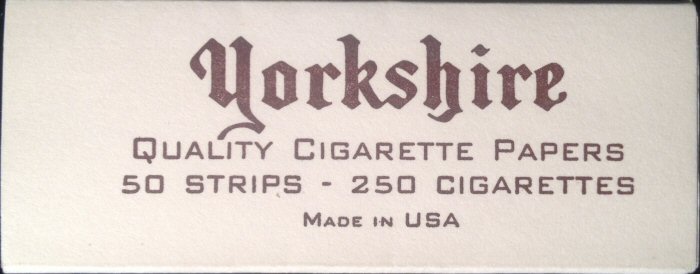 Yorkshire
QUALITY CIGARETTE PAPERS
50 STRIPS - 250 CIGARETTES
MADE IN USA